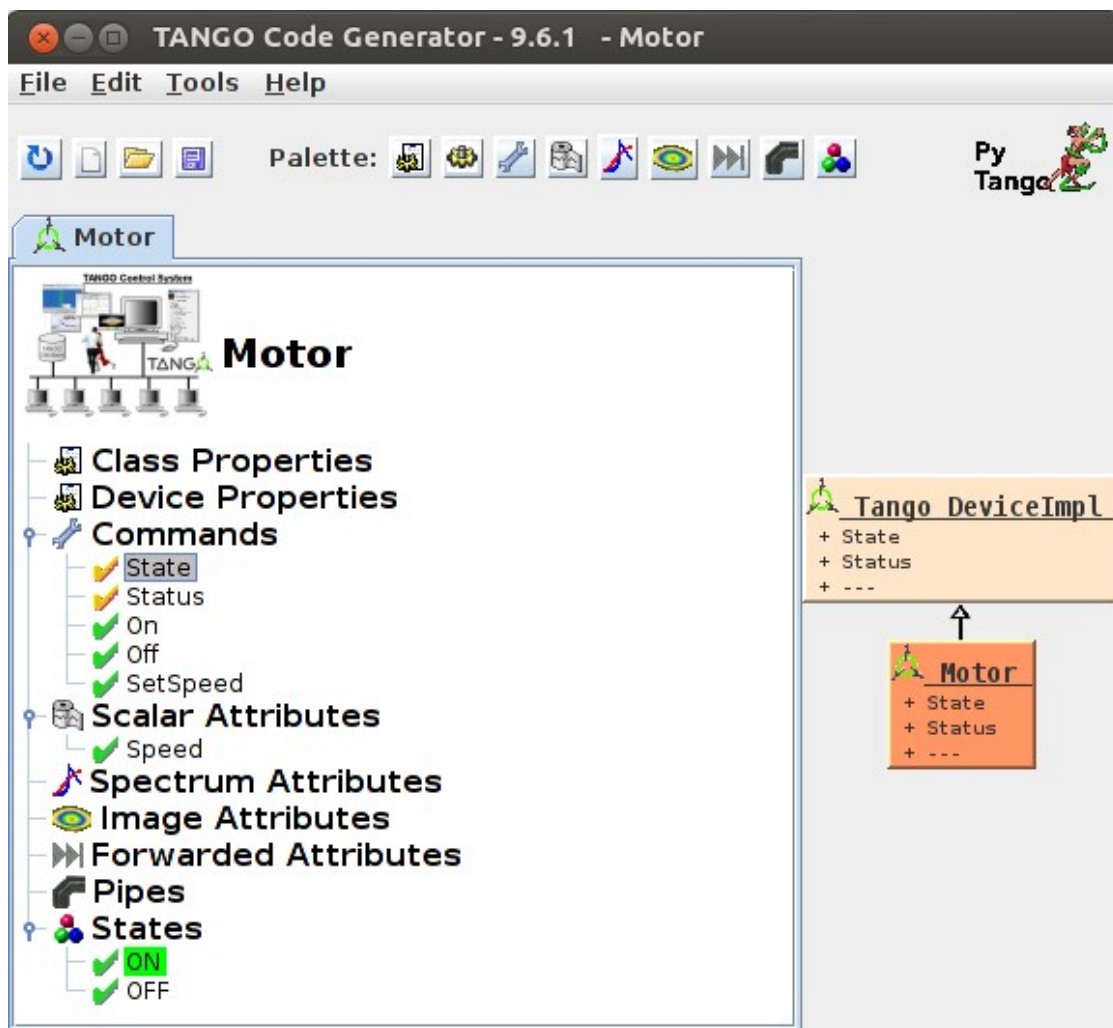 TANGO Code Generator - 9.6.1 - Motor
File Edit Tools Help
Palette:
Py
Tango
Motor
TANGO Control System
TANGO
Motor
Class Properties
Device Properties
Commands
State
Status
On
Off
SetSpeed
Scalar Attributes
Speed
Spectrum Attributes
Image Attributes
Forwarded Attributes
Pipes
States
ON
OFF
Tango DeviceImpl
+ State
+ Status
+ ---
Motor
+ State
+ Status
+ ---